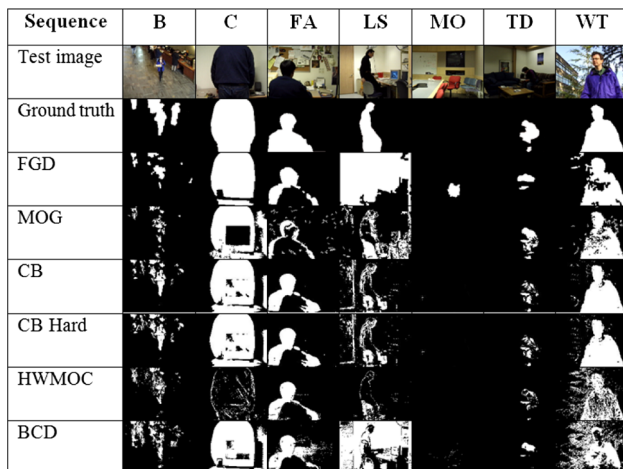 Sequence B C FA LS MO TD WT
Test image
Ground truth
FGD
MOG
CB
CB Hard
HWMOC
BCD